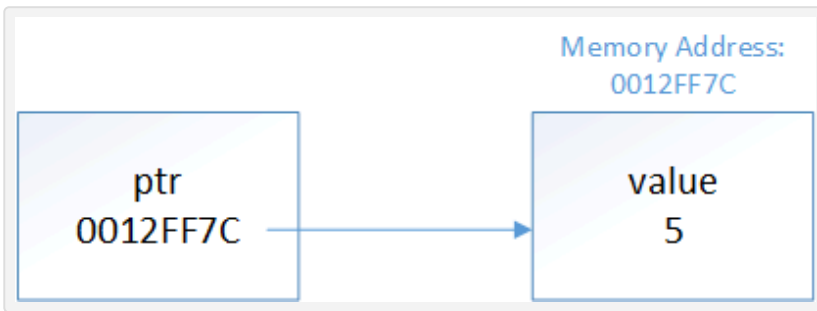 Memory Address:
0012FF7C
ptr
0012FF7C
value
5